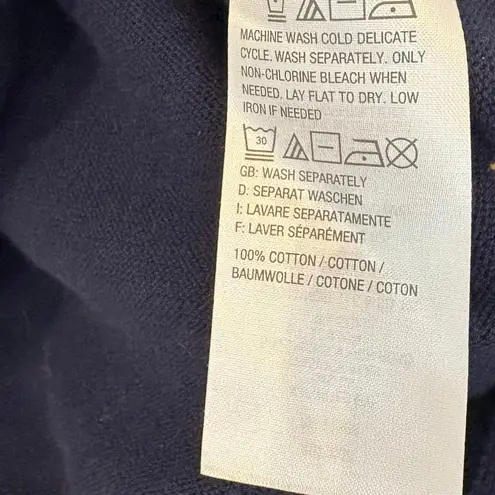 MACHINE WASH COLD DELICATE
CYCLE. WASH SEPARATELY. ONLY
NON-CHLORINE BLEACH WHEN
NEEDED. LAY FLAT TO DRY. LOW
IRON IF NEEDED
30
GB: WASH SEPARATELY
D: SEPARAT WASCHEN
I: LAVARE SEPARATAMENTE
F: LAVER SÉPARÉMENT
100% COTTON / COTTON /
BAUMWOLLE / COTONE / COTON